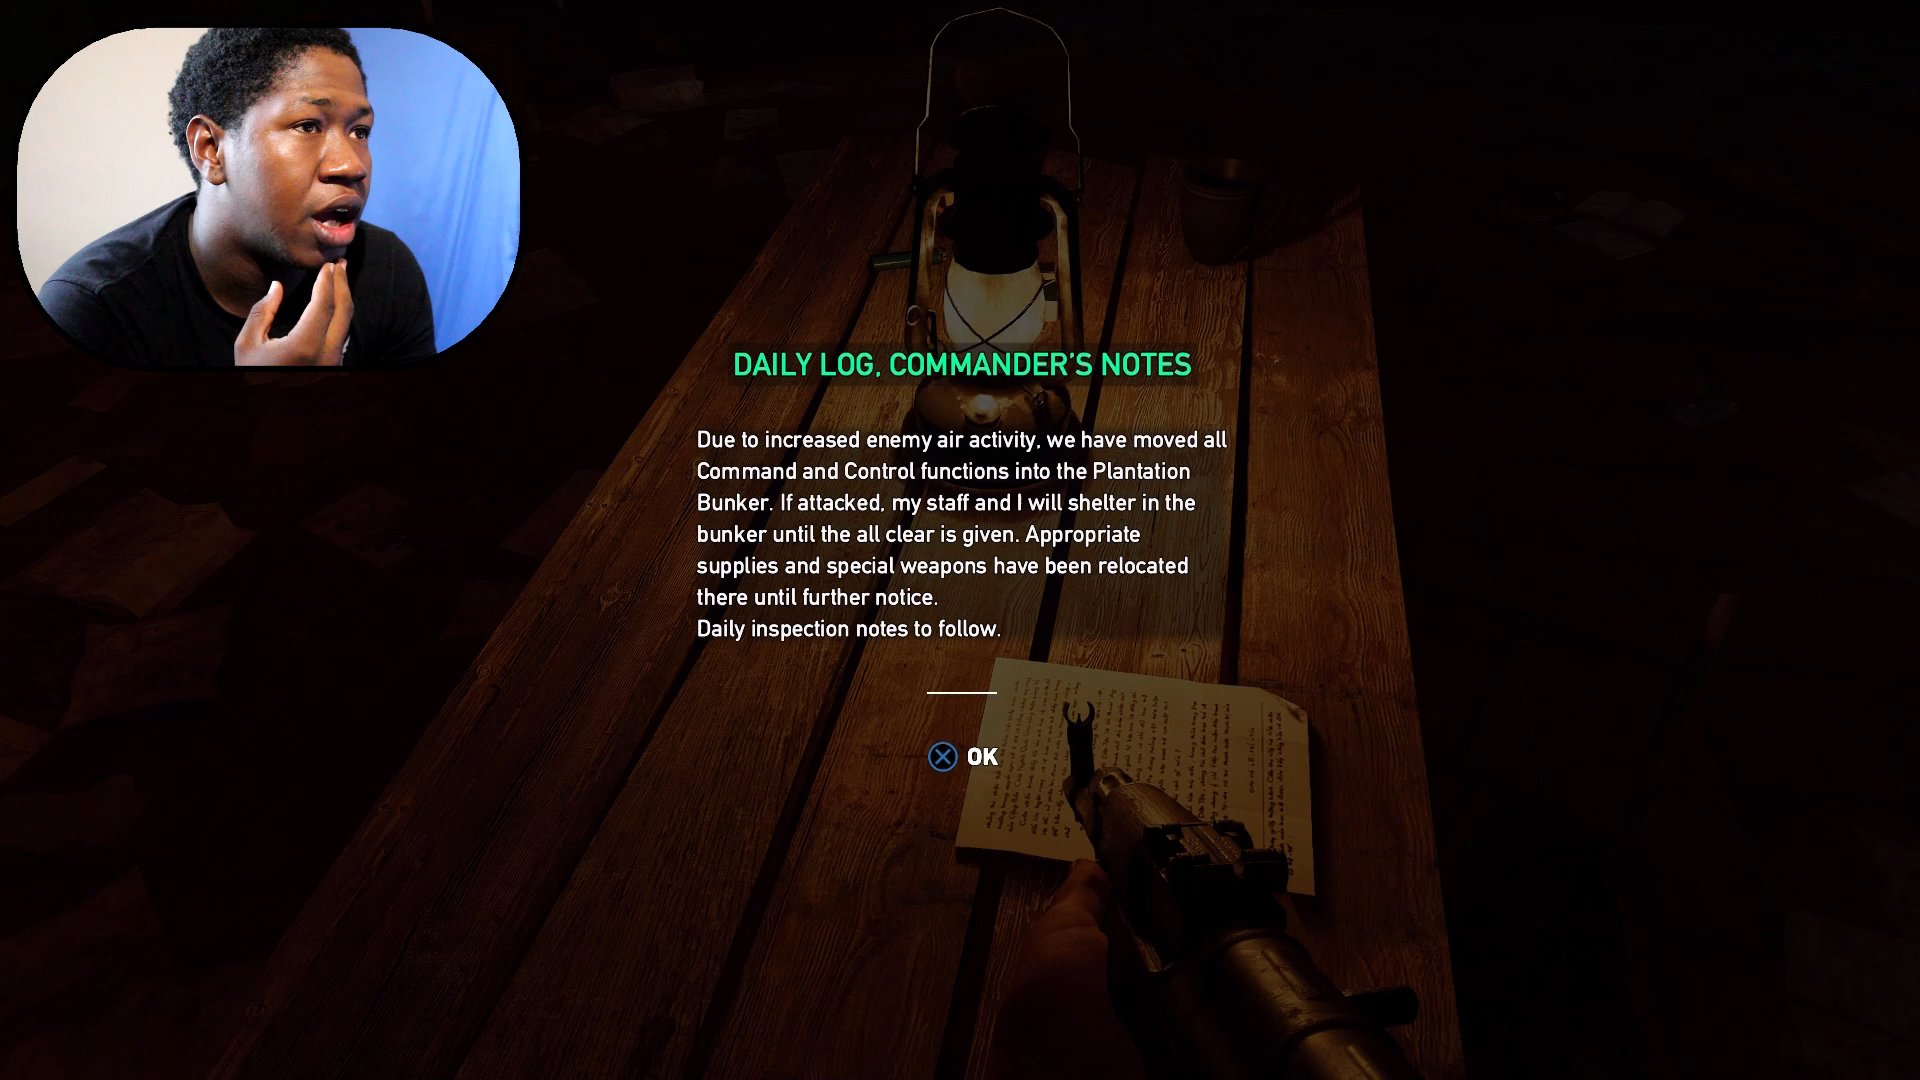 DAILY LOG, COMMANDER'S NOTES
Due to increased enemy air activity, we have moved all
Command and Control functions into the Plantation
Bunker. If attacked, my staff and I will shelter in the
bunker until the all clear is given. Appropriate
supplies and special weapons have been relocated
there until further notice.
Daily inspection notes to follow.
OK